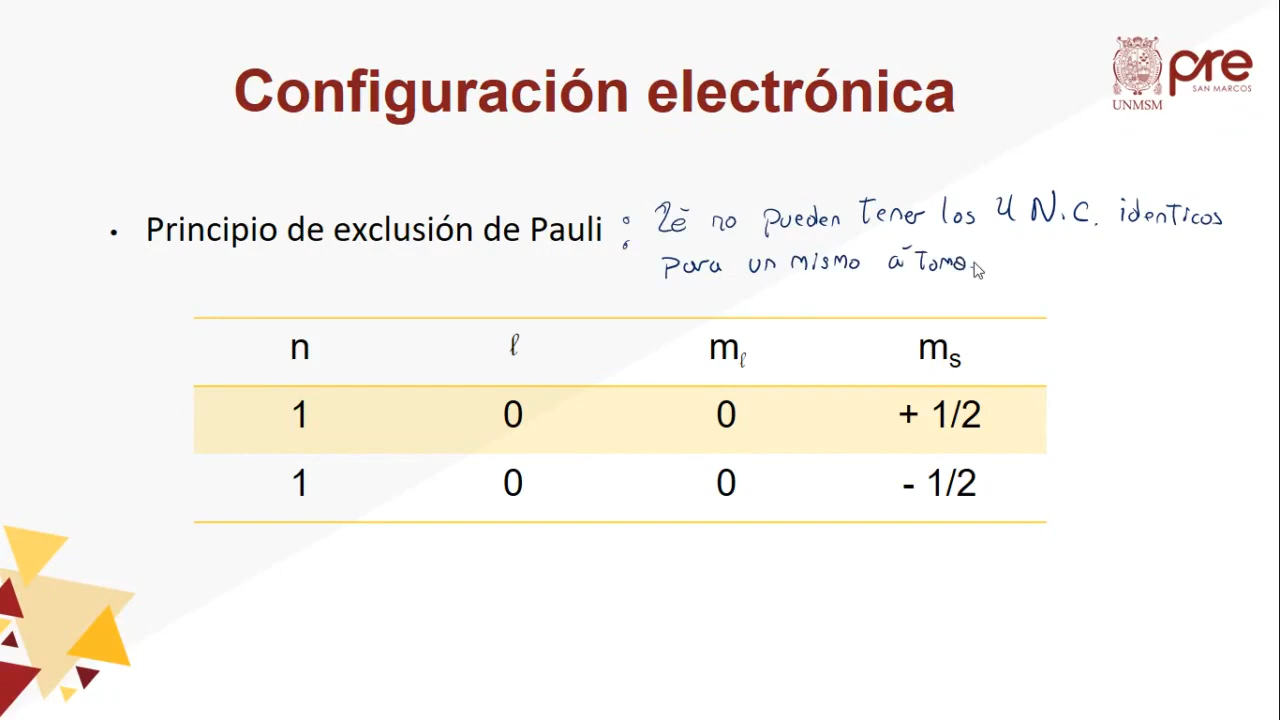 Configuración electrónica
UNMSM
pre
SAN MARCOS
• Principio de exclusión de Pauli : 2ē no pueden tener los 4 N.C. identicos
para un mismo átomo.
n ℓ mℓ ms
1 0 0 + 1/2
1 0 0 - 1/2